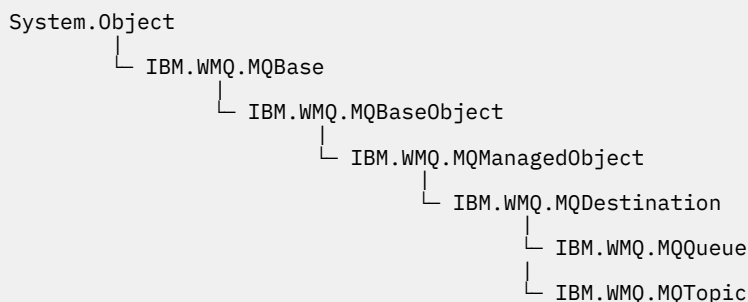 System.Object
IBM.WMQ.MQBase
IBM.WMQ.MQBaseObject
IBM.WMQ.MQManagedObject
IBM.WMQ.MQDestination
IBM.WMQ.MQQueue
IBM.WMQ.MQTopic